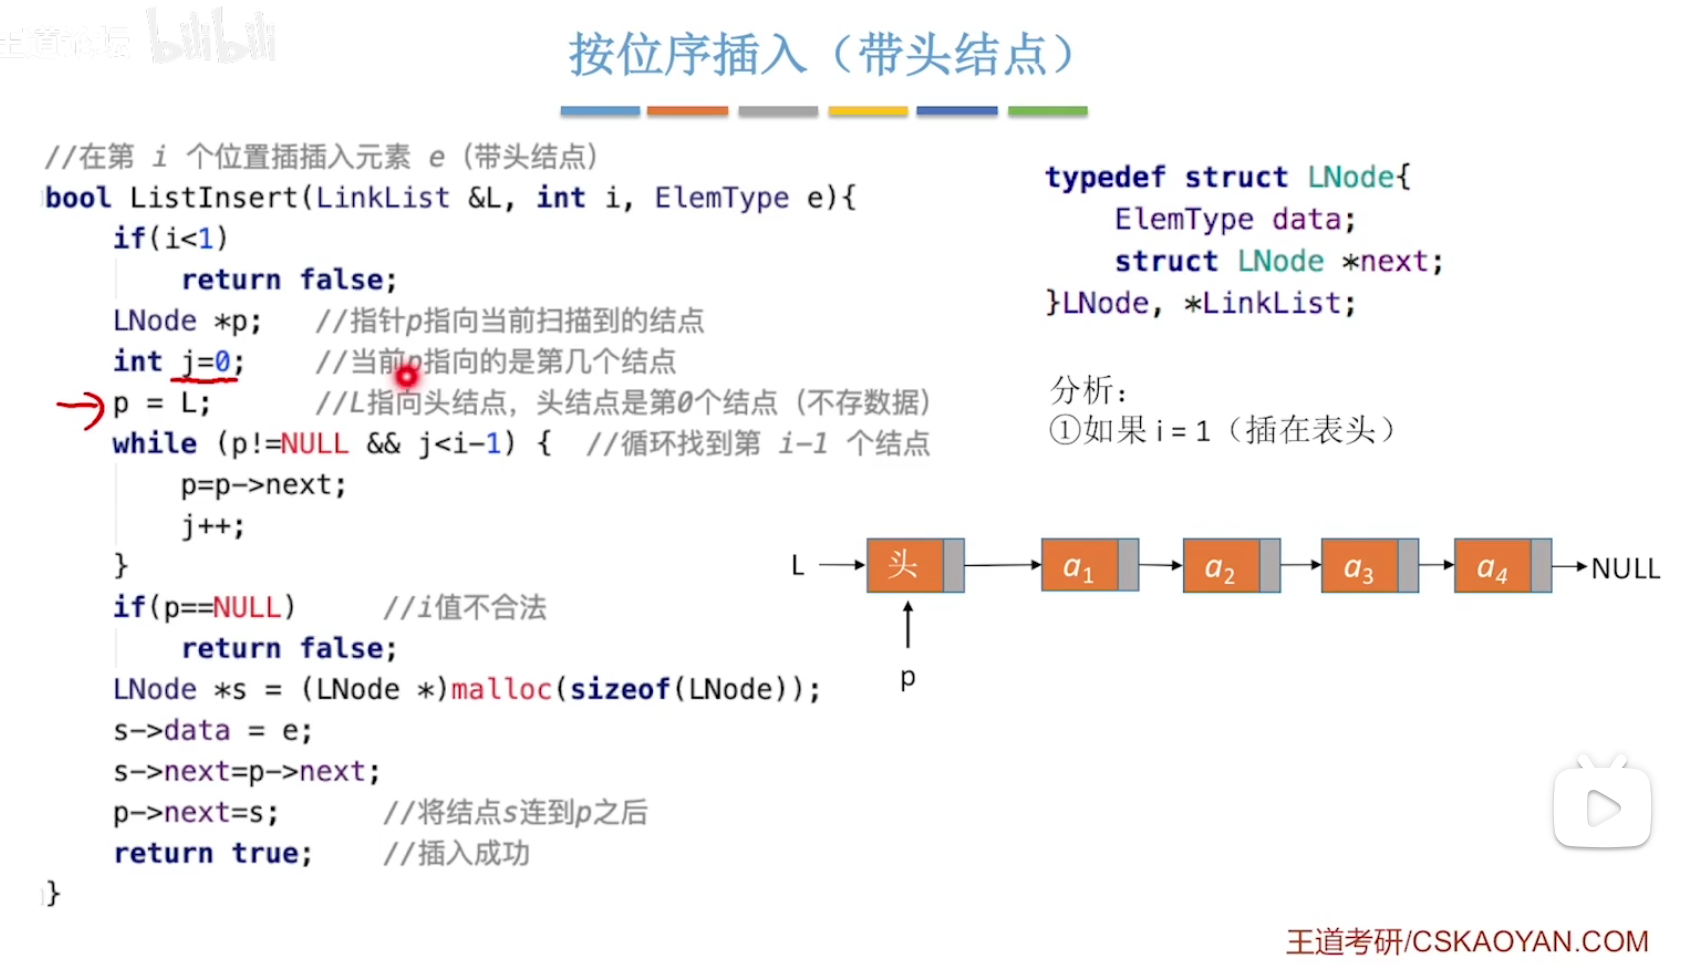 王道论坛 bilibili
按位序插入（带头结点）
//在第 i 个位置插插入元素 e（带头结点）
bool ListInsert(LinkList &L, int i, ElemType e){
if(i<1)
return false;
LNode *p; //指针p指向当前扫描到的结点
int j=0; //当前p指向的是第几个结点
p = L; //L指向头结点，头结点是第0个结点（不存数据）
while (p!=NULL && j<i-1) { //循环找到第 i-1 个结点
p=p->next;
j++;
}
if(p==NULL) //i值不合法
return false;
LNode *s = (LNode *)malloc(sizeof(LNode));
s->data = e;
s->next=p->next;
p->next=s; //将结点s连到p之后
return true; //插入成功
}
typedef struct LNode{
ElemType data;
struct LNode *next;
}LNode, *LinkList;
分析：
①如果 i = 1（插在表头）
L 头 a1 a2 a3 a4 NULL
p
王道考研/CSKAOYAN.COM